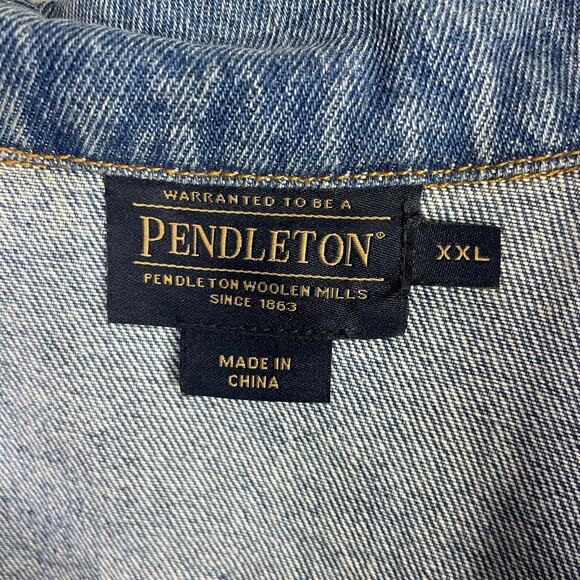 WARRANTED TO BE A
PENDLETON®
PENDLETON WOOLEN MILLS
SINCE 1863
XXL
MADE IN
CHINA